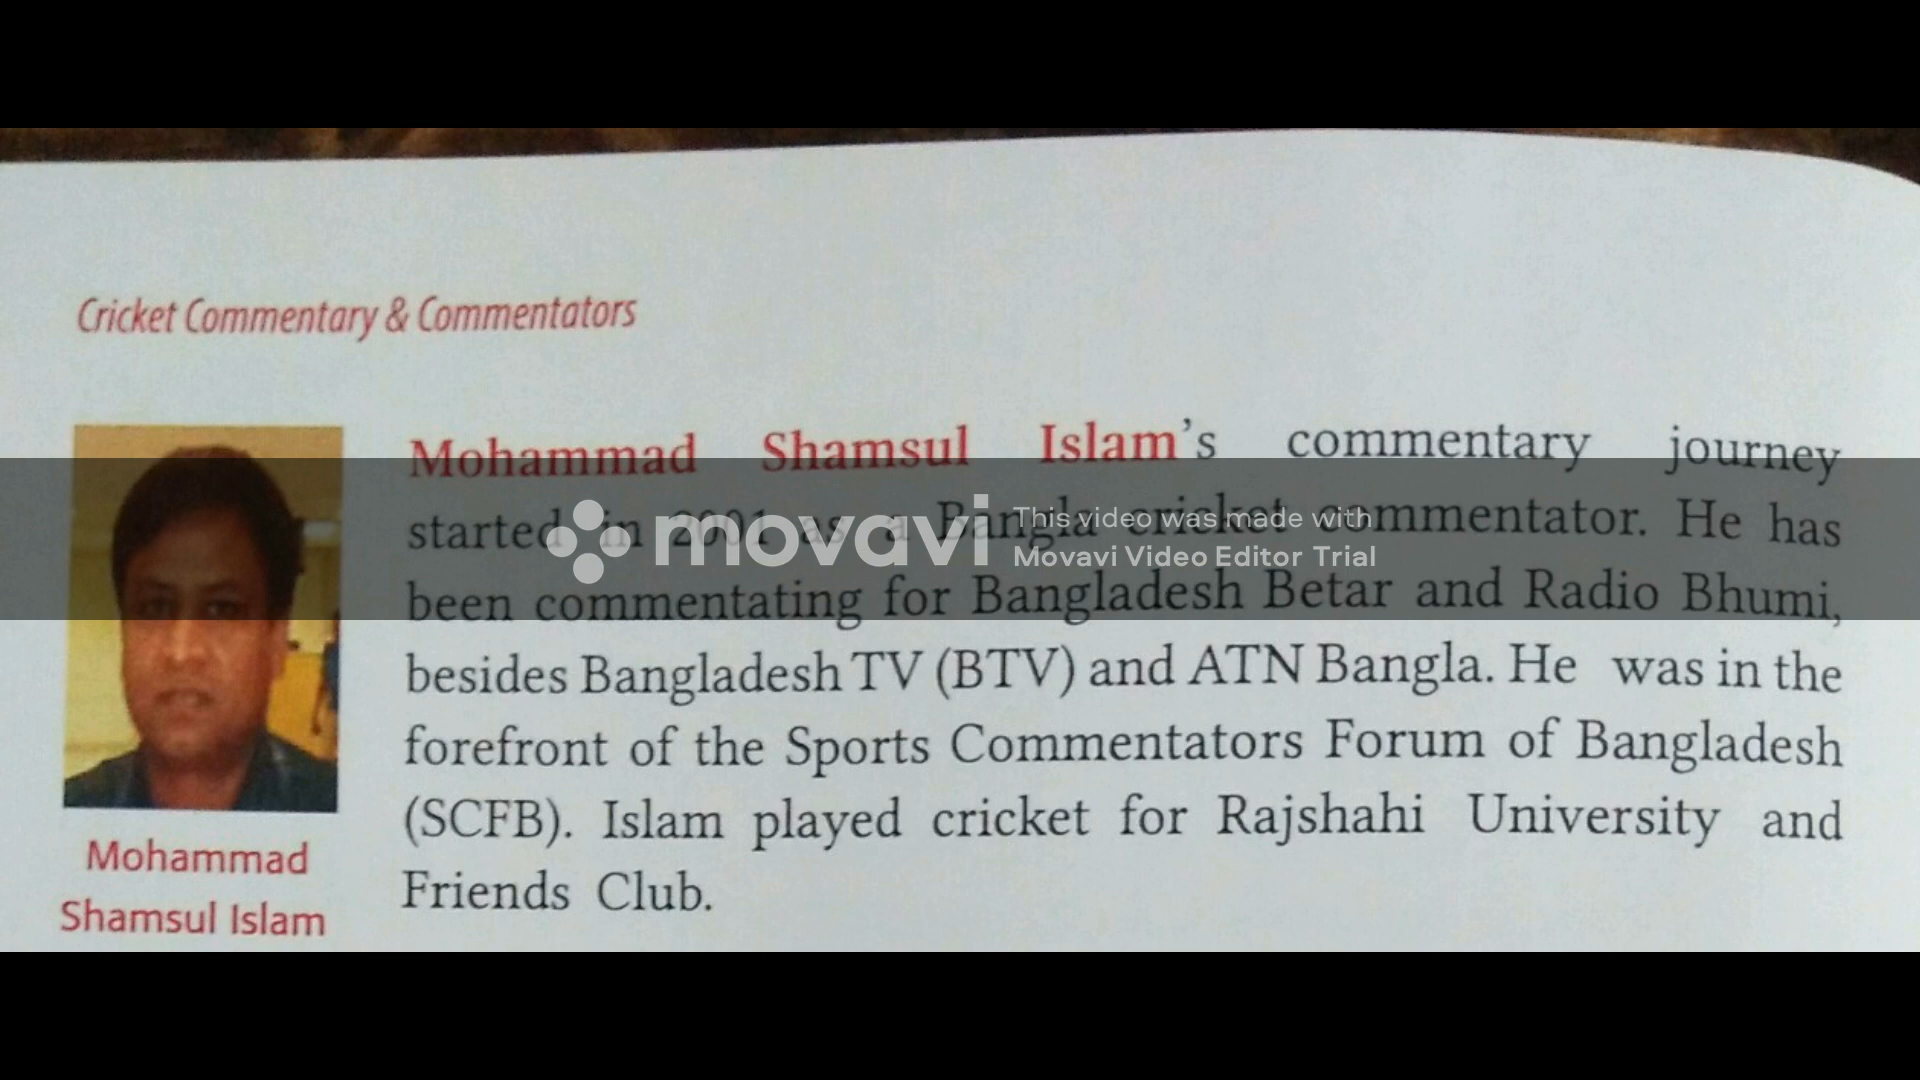 Cricket Commentary & Commentators
Mohammad Shamsul Islam's commentary journey
started in 2001 as a Bangla cricket commentator. He has
been commentating for Bangladesh Betar and Radio Bhumi,
besides Bangladesh TV (BTV) and ATN Bangla. He was in the
forefront of the Sports Commentators Forum of Bangladesh
(SCFB). Islam played cricket for Rajshahi University and
Friends Club.
Mohammad
Shamsul Islam
movavi
This video was made with
Movavi Video Editor Trial